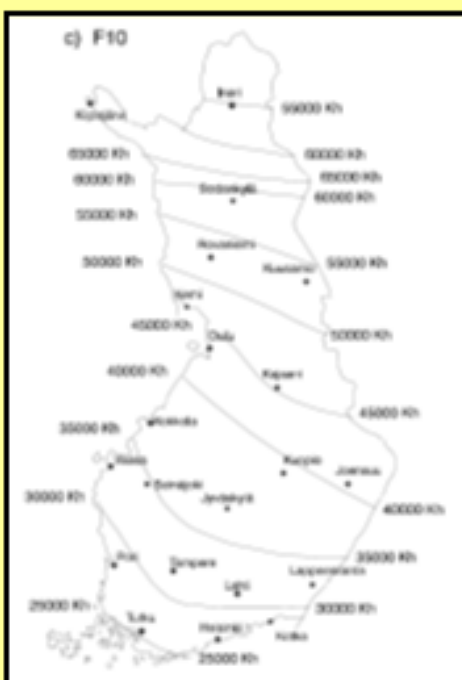 c) F10
Inari
55000 Kh
Kilpisjärvi
65000 Kh
60000 Kh
60000 Kh
65000 Kh
60000 Kh
Sodankylä
55000 Kh
Rovaniemi
55000 Kh
50000 Kh
Kuusamo
Kemi
45000 Kh
50000 Kh
Oulu
40000 Kh
Kajaani
45000 Kh
Kokkola
35000 Kh
Vaasa
Kuopio
Joensuu
30000 Kh
Seinäjoki
Jyväskylä
40000 Kh
Pori
Tampere
35000 Kh
Lahti
Lappeenranta
25000 Kh
30000 Kh
Turku
Helsinki
Kotka
25000 Kh